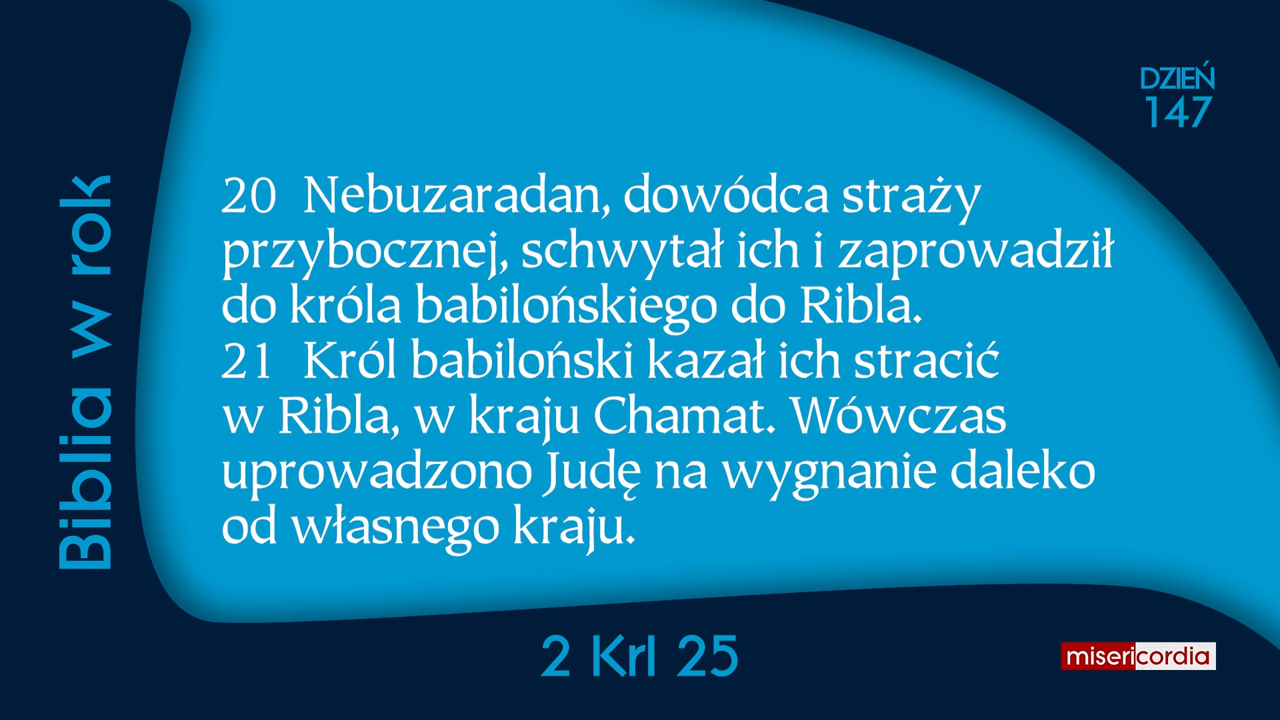 DZIEŃ
147
Biblia w rok
20 Nebuzaradan, dowódca straży
przybocznej, schwytał ich i zaprowadził
do króla babilońskiego do Ribla.
21 Król babiloński kazał ich stracić
w Ribla, w kraju Chamat. Wówczas
uprowadzono Judę na wygnanie daleko
od własnego kraju.
2 Krl 25
misericordia